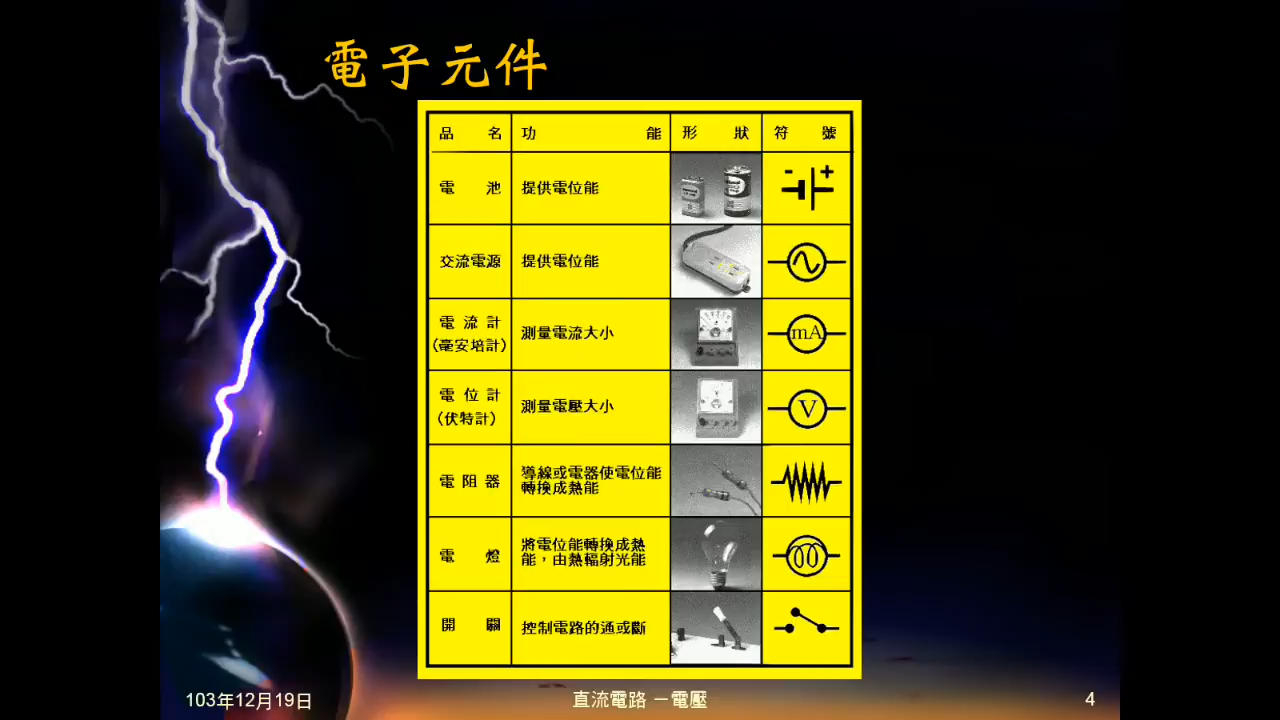 電子元件
品名 功能 形狀 符號
電池 提供電位能 - +
交流電源 提供電位能
電流計 測量電流大小 mA
(毫安培計)
電位計 測量電壓大小 V
(伏特計)
電阻器 導線或電器使電位能
轉換成熱能
電燈 將電位能轉換成熱
能，由熱輻射光能
開關 控制電路的通或斷
103年12月19日 直流電路 －電壓 4